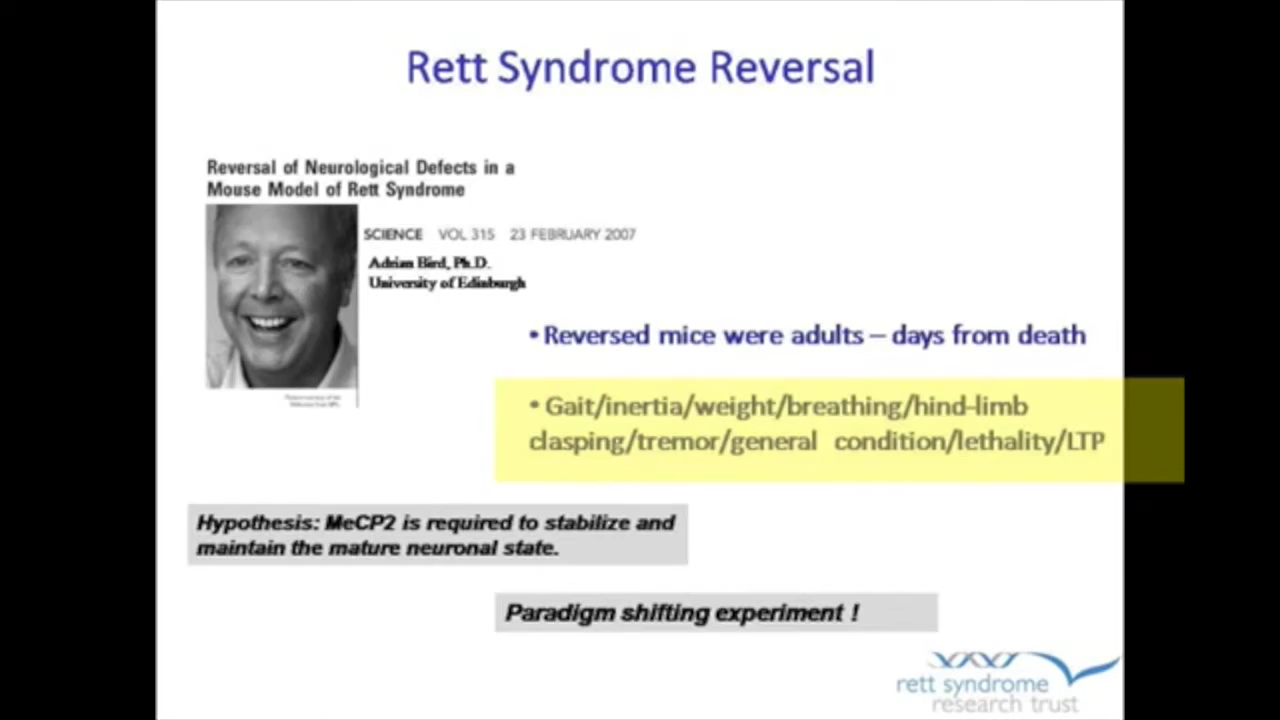 Rett Syndrome Reversal
Reversal of Neurological Defects in a
Mouse Model of Rett Syndrome
SCIENCE VOL 315 23 FEBRUARY 2007
Adrian Bird, Ph.D.
University of Edinburgh
• Reversed mice were adults – days from death
• Gait/inertia/weight/breathing/hind-limb
clasping/tremor/general condition/lethality/LTP
Hypothesis: MeCP2 is required to stabilize and
maintain the mature neuronal state.
Paradigm shifting experiment !
rett syndrome
research trust